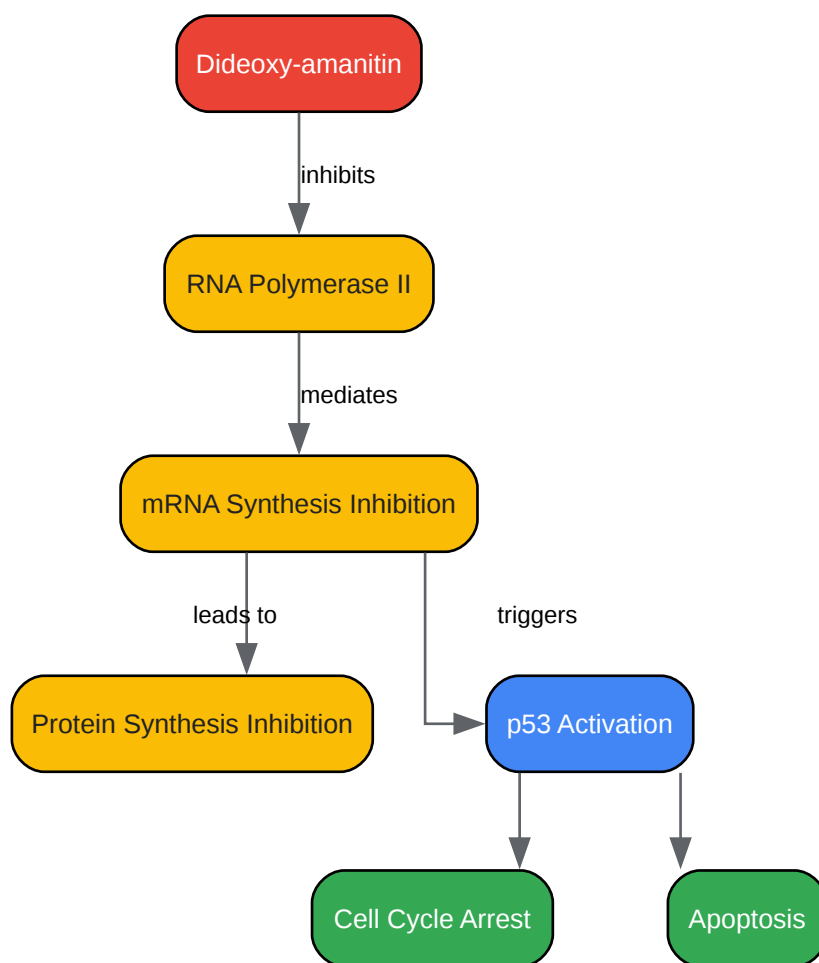 Dideoxy-amanitin
inhibits
RNA Polymerase II
mediates
mRNA Synthesis Inhibition
leads to
triggers
Protein Synthesis Inhibition
p53 Activation
Cell Cycle Arrest
Apoptosis